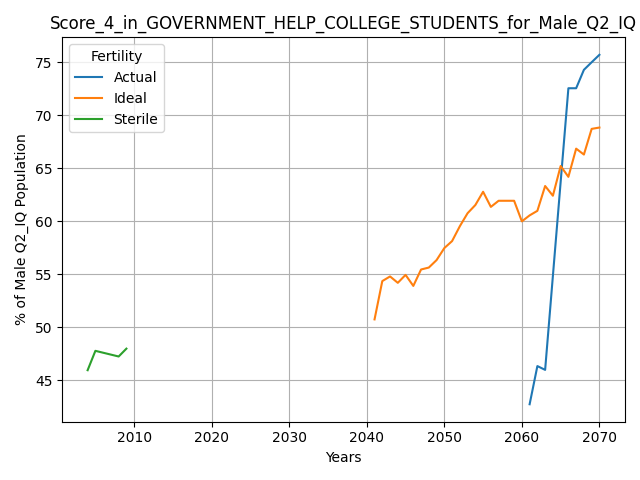 Score_4_in_GOVERNMENT_HELP_COLLEGE_STUDENTS_for_Male_Q2_IQ
Fertility
Actual
Ideal
Sterile
% of Male Q2_IQ Population
75
70
65
60
55
50
45
2010 2020 2030 2040 2050 2060 2070
Years